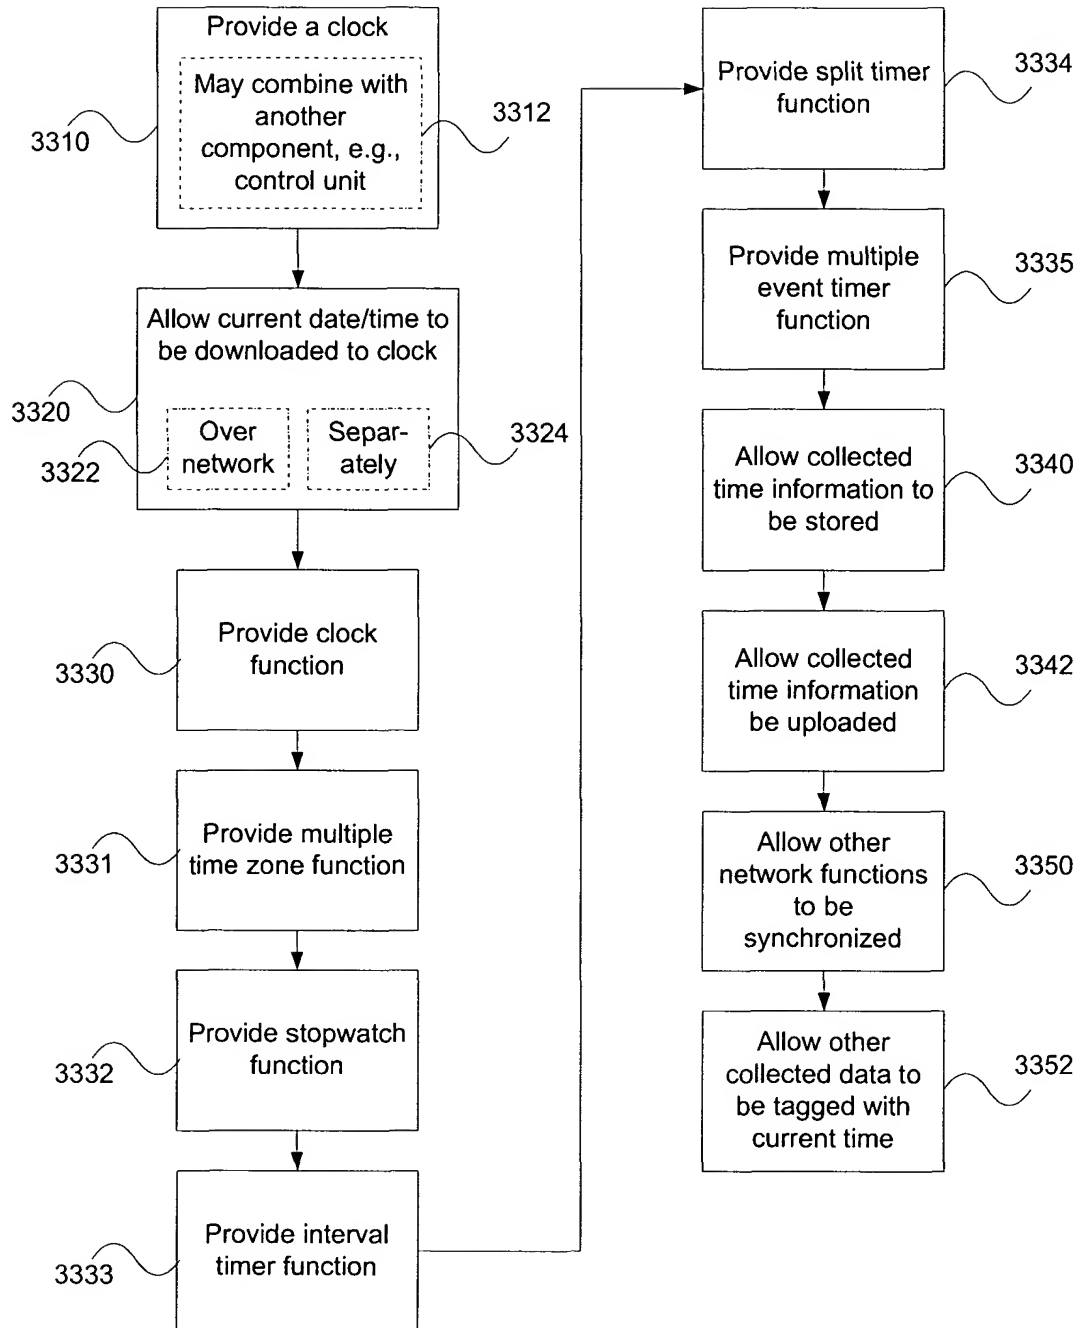 Provide a clock
May combine with
another
component, e.g.,
control unit
3310
3312
Allow current date/time to
be downloaded to clock
3320
Over
network
3322
Separ-
ately
3324
Provide clock
function
3330
Provide multiple
time zone function
3331
Provide stopwatch
function
3332
Provide interval
timer function
3333
Provide split timer
function
3334
Provide multiple
event timer
function
3335
Allow collected
time information to
be stored
3340
Allow collected
time information
be uploaded
3342
Allow other
network functions
to be
synchronized
3350
Allow other
collected data to
be tagged with
current time
3352